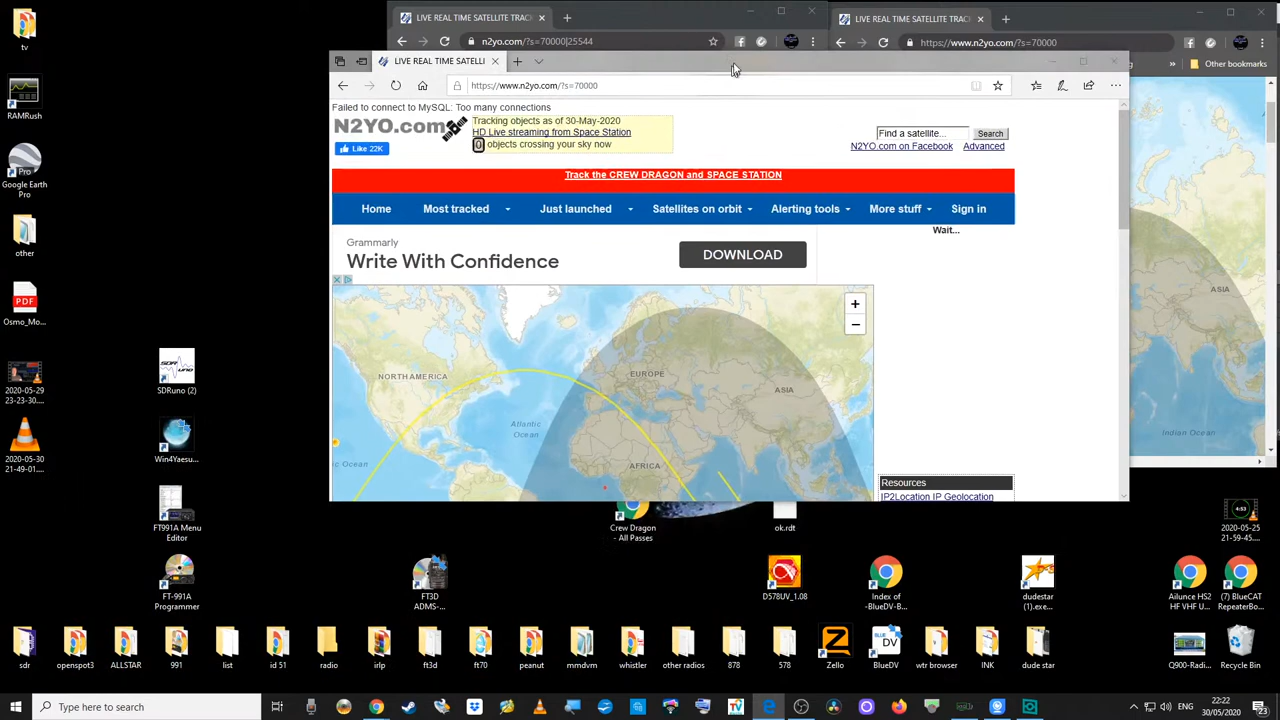 LIVE REAL TIME SATELLITE TRACK
LIVE REAL TIME SATELLITE TRAC
n2yo.com/?s=70000|25544
https://www.n2yo.com/?s=70000
Other bookmarks
LIVE REAL TIME SATELLI
https://www.n2yo.com/?s=70000
Failed to connect to MySQL: Too many connections
N2YO.com
Tracking objects as of 30-May-2020
HD Live streaming from Space Station
0 objects crossing your sky now
Like 22K
Find a satellite... Search
N2YO.com on Facebook Advanced
Track the CREW DRAGON and SPACE STATION
Home Most tracked Just launched Satellites on orbit Alerting tools More stuff Sign in
Wait...
Grammarly
Write With Confidence
DOWNLOAD
+
−
NORTH AMERICA
EUROPE
ASIA
Atlantic
Ocean
ic Ocean
AFRICA
Resources
IP2Location IP Geolocation
ASIA
Indian Ocean
tv
RAMRush
Pro
Google Earth
Pro
other
PDF
Osmo_Mo...
2020-05-29
23-23-30....
2020-05-30
21-49-01....
SDRuno (2)
Win4Yaesu...
FT991A Menu
Editor
FT-991A
Programmer
Crew Dragon
- All Passes
ok.rdt
4:53
2020-05-25
21-59-45....
FT3D
ADMS-...
D578UV_1.08
Index of
-BlueDV-B...
dudestar
(1).exe...
Ailunce HS2
HF VHF U...
(7) BlueCAT
RepeaterBo...
sdr openspot3 ALLSTAR 991 list id 51 radio irlp ft3d ft70 peanut mmdvm whistler other radios 878 578 Zello BlueDV wtr browser INK dude star Q900-Radi... Recycle Bin
Type here to search
ENG
22:22
30/05/2020
23